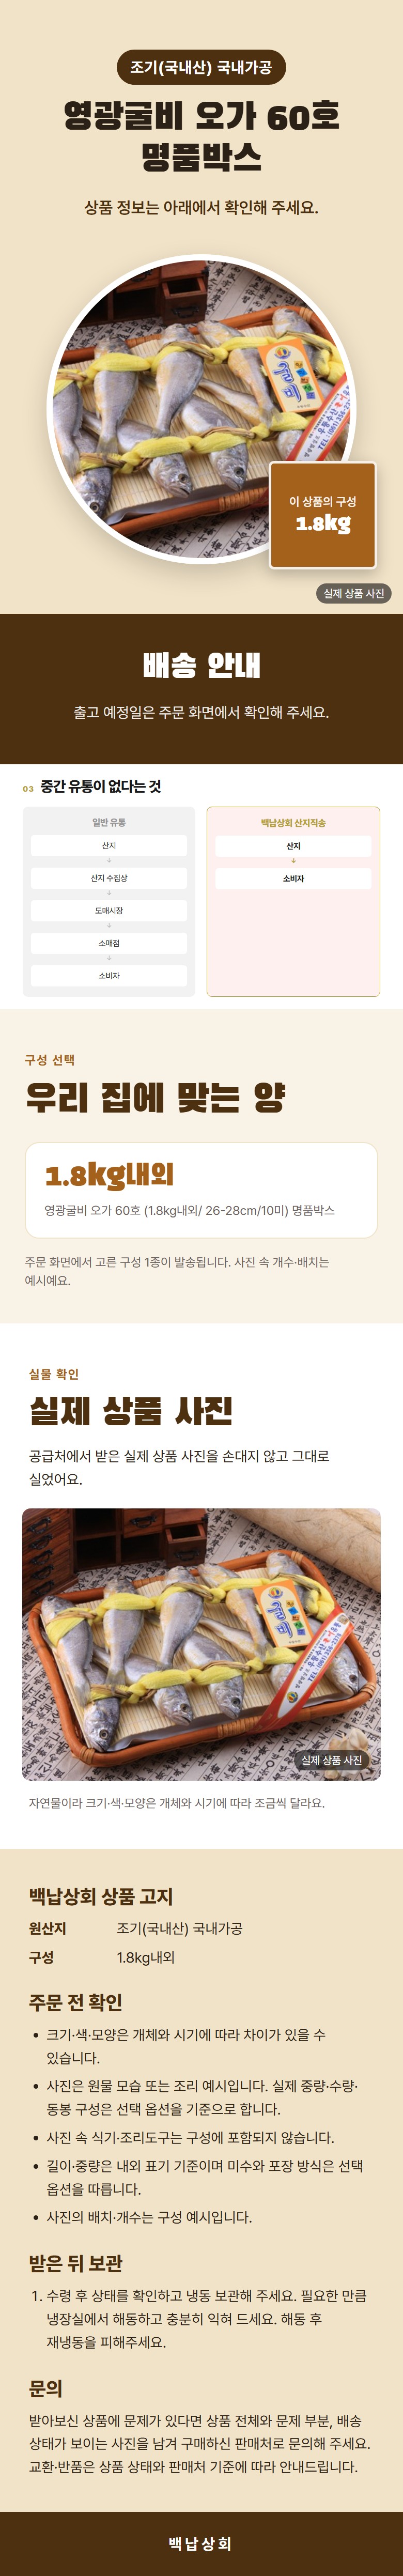 조기(국내산) 국내가공
영광굴비 오가 60호
명품박스
상품 정보는 아래에서 확인해 주세요.
굴비
이 상품의 구성
1.8kg
실제 상품 사진
배송 안내
출고 예정일은 주문 화면에서 확인해 주세요.
03 중간 유통이 없다는 것
일반 유통
산지
↓
산지 수집상
↓
도매시장
↓
소매점
↓
소비자
백납상회 산지직송
산지
↓
소비자
구성 선택
우리 집에 맞는 양
1.8kg내외
영광굴비 오가 60호 (1.8kg내외/ 26-28cm/10미) 명품박스
주문 화면에서 고른 구성 1종이 발송됩니다. 사진 속 개수·배치는
예시예요.
실물 확인
실제 상품 사진
공급처에서 받은 실제 상품 사진을 손대지 않고 그대로
실었어요.
굴비
실제 상품 사진
자연물이라 크기·색·모양은 개체와 시기에 따라 조금씩 달라요.
백납상회 상품 고지
원산지 조기(국내산) 국내가공
구성 1.8kg내외
주문 전 확인
• 크기·색·모양은 개체와 시기에 따라 차이가 있을 수
있습니다.
• 사진은 원물 모습 또는 조리 예시입니다. 실제 중량·수량·
동봉 구성은 선택 옵션을 기준으로 합니다.
• 사진 속 식기·조리도구는 구성에 포함되지 않습니다.
• 길이·중량은 내외 표기 기준이며 미수와 포장 방식은 선택
옵션을 따릅니다.
• 사진의 배치·개수는 구성 예시입니다.
받은 뒤 보관
1. 수령 후 상태를 확인하고 냉동 보관해 주세요. 필요한 만큼
냉장실에서 해동하고 충분히 익혀 드세요. 해동 후
재냉동을 피해주세요.
문의
받아보신 상품에 문제가 있다면 상품 전체와 문제 부분, 배송
상태가 보이는 사진을 남겨 구매하신 판매처로 문의해 주세요.
교환·반품은 상품 상태와 판매처 기준에 따라 안내드립니다.
백납상회